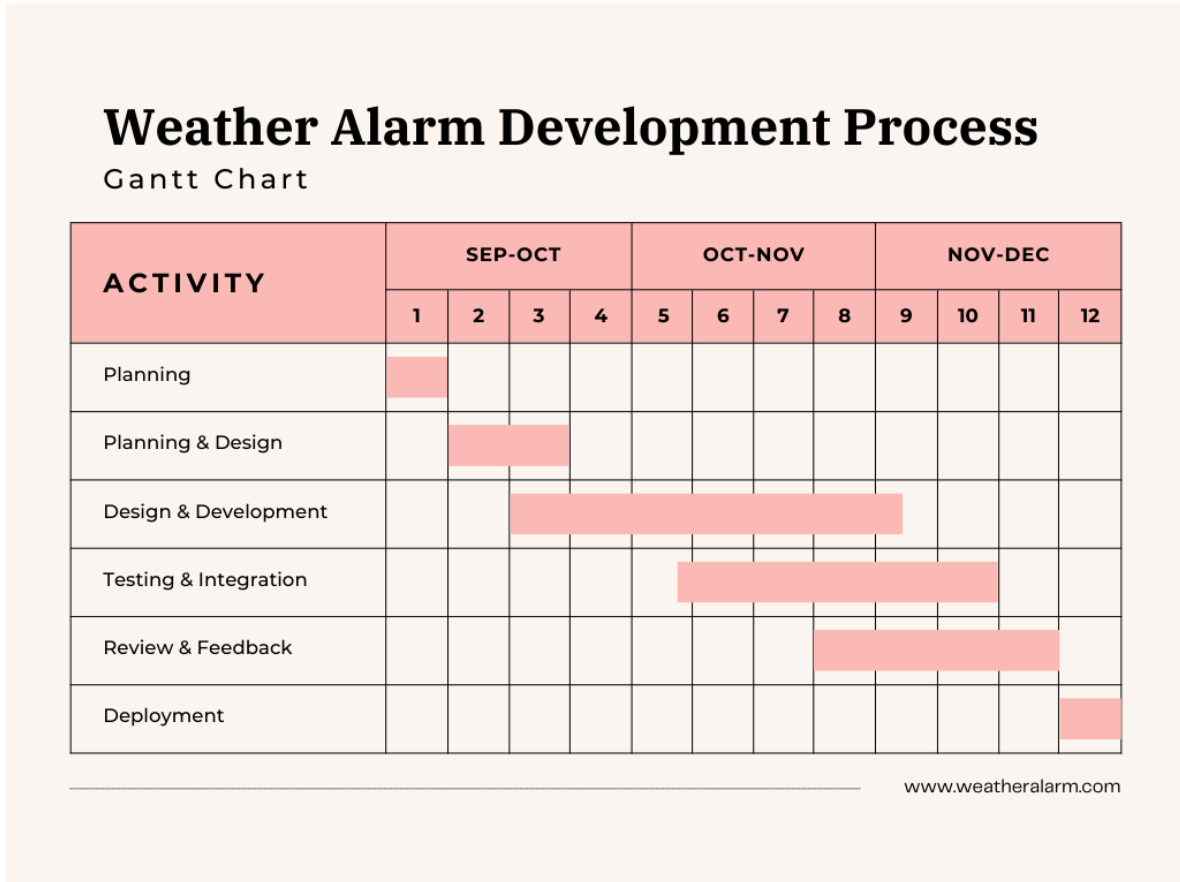 Weather Alarm Development Process
Gantt Chart
ACTIVITY
SEP-OCT OCT-NOV NOV-DEC
1 2 3 4 5 6 7 8 9 10 11 12
Planning
Planning & Design
Design & Development
Testing & Integration
Review & Feedback
Deployment
www.weatheralarm.com